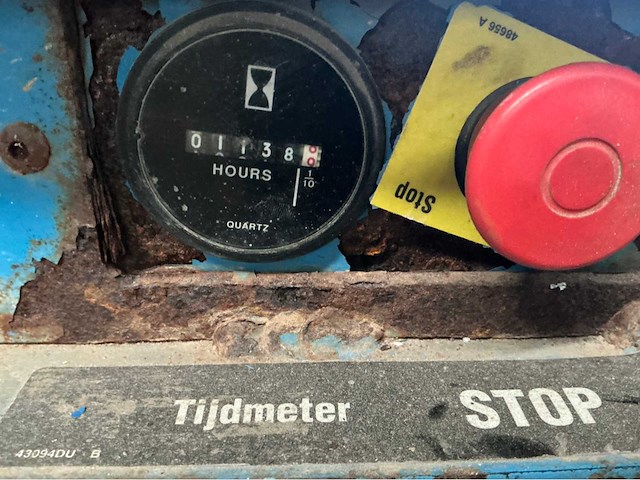 48656 A
01138
HOURS
1/10
QUARTZ
Stop
Tijdmeter STOP
43094DU B